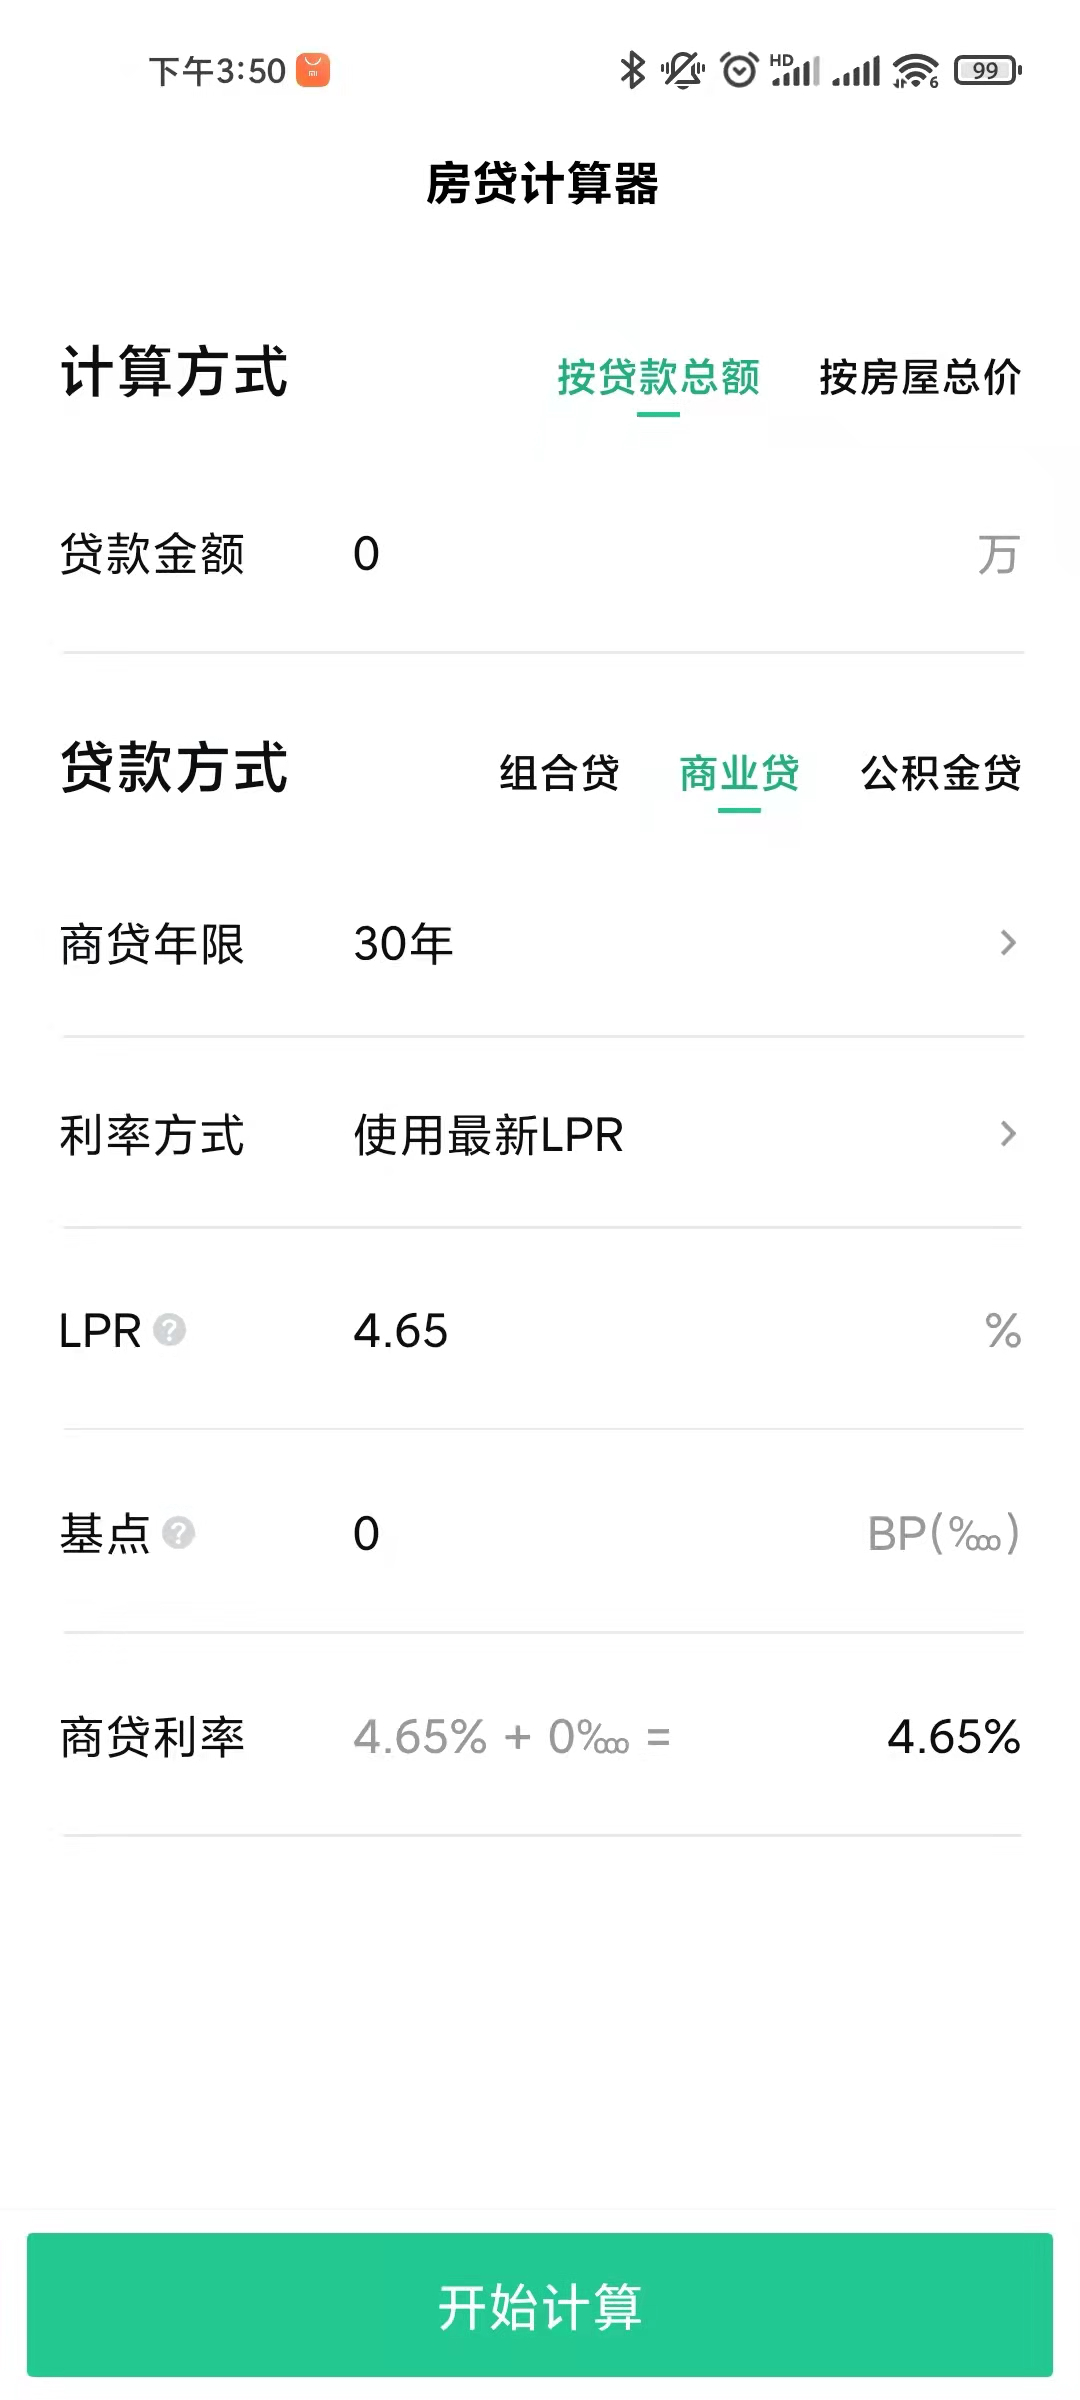 下午3:50
HD 6 99
房贷计算器
计算方式 按贷款总额 按房屋总价
贷款金额 0 万
贷款方式 组合贷 商业贷 公积金贷
商贷年限 30年
利率方式 使用最新LPR
LPR ? 4.65 %
基点 ? 0 BP(‱)
商贷利率 4.65% + 0‱ = 4.65%
开始计算